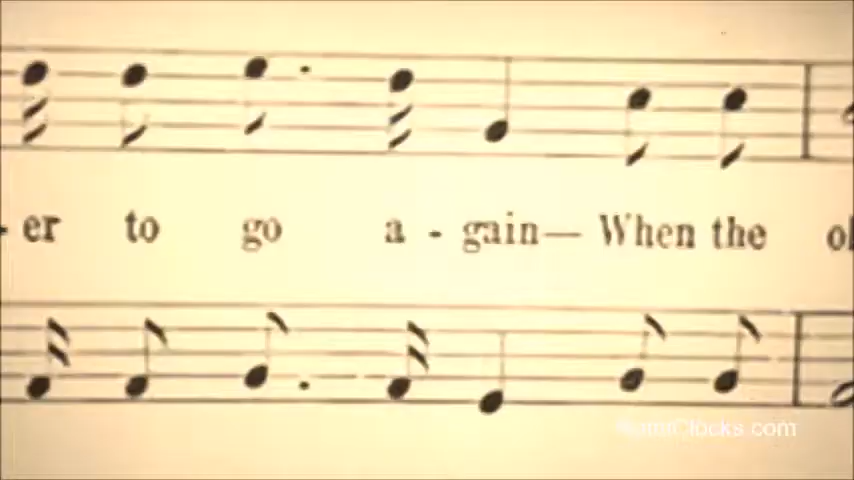 - er to go a - gain— When the